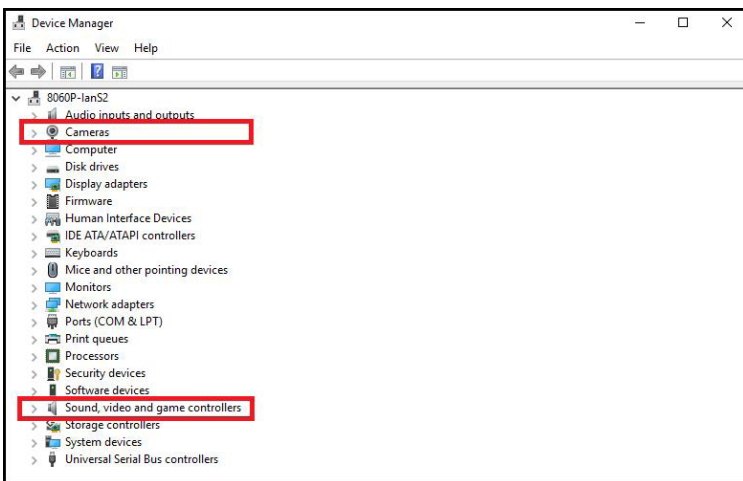 Device Manager
File Action View Help
8060P-IanS2
Audio inputs and outputs
Cameras
Computer
Disk drives
Display adapters
Firmware
Human Interface Devices
IDE ATA/ATAPI controllers
Keyboards
Mice and other pointing devices
Monitors
Network adapters
Ports (COM & LPT)
Print queues
Processors
Security devices
Software devices
Sound, video and game controllers
Storage controllers
System devices
Universal Serial Bus controllers